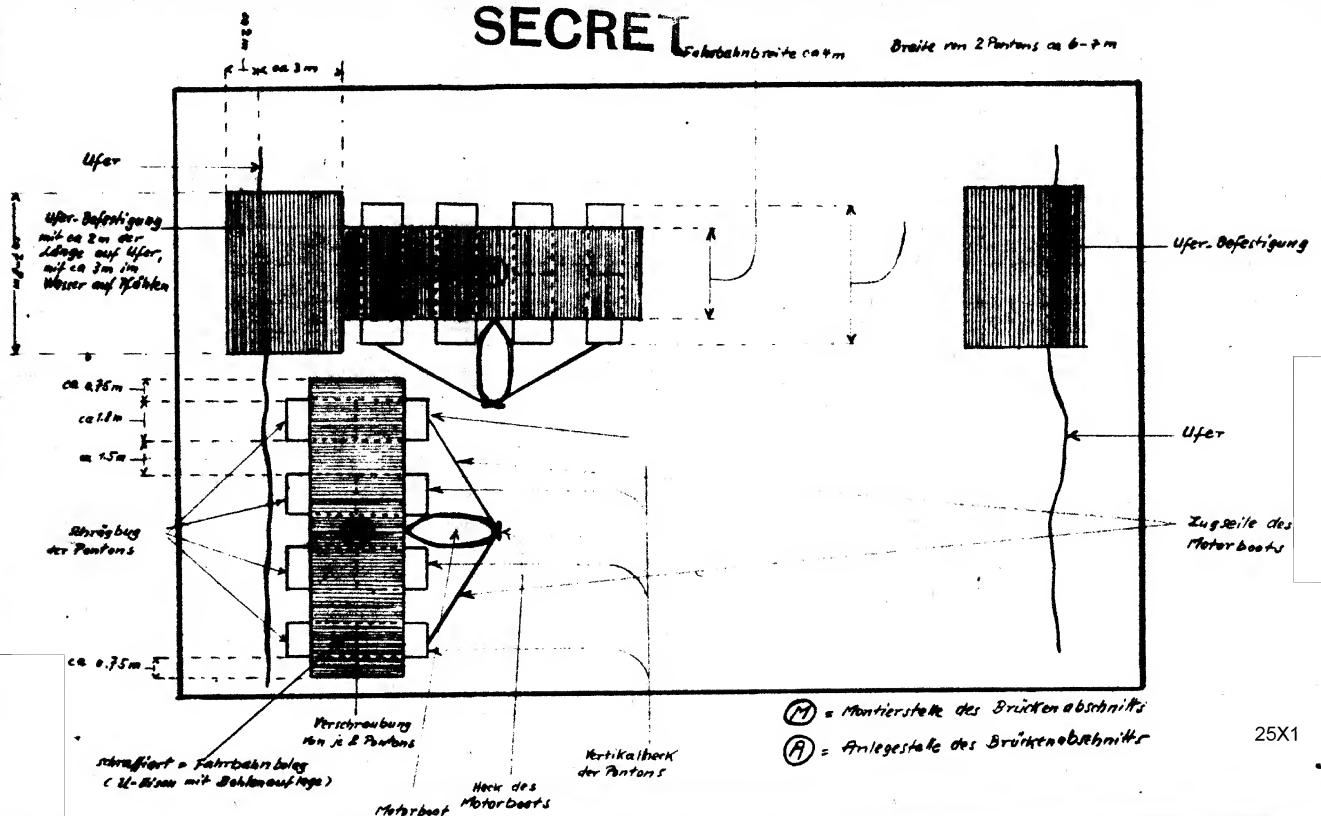 SECRET
Fahrbahnbreite ca 4m
Breite von 2 Pontons ca 6-7m
ca 3m
Ufer
Ufer-Befestigung
mit ca 2m der
Länge auf Ufer,
mit ca 3m im
Wasser auf Pfählen
Ufer-Befestigung
ca 0.75m
ca 1.8m
ca 1.5m
Ufer
Schrägbug
der Pontons
Zugseile des
Motorboots
ca 0.75m
Verschraubung
von je 2 Pontons
schraffiert = Fahrbahnbelag
(U-Eisen mit Bohlenauflage)
Motorboot
Heck des
Motorboots
Vertikalheck
der Pontons
M = Montierstelle des Brückenabschnitts
A = Anlegestelle des Brückenabschnitts
25X1